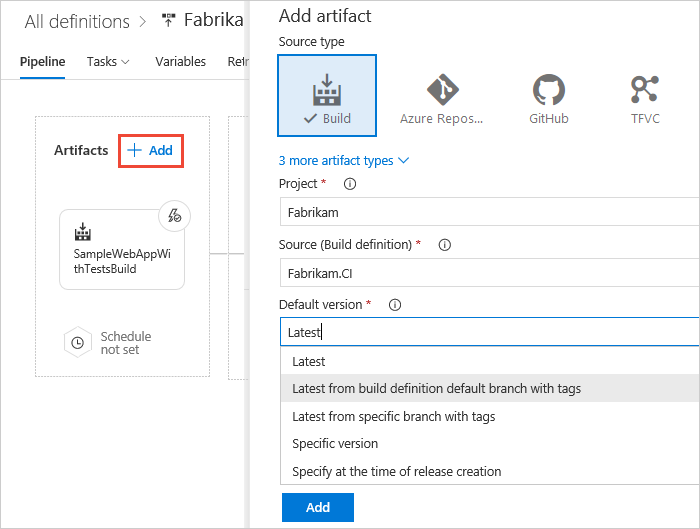 All definitions > Fabrikam
Pipeline Tasks Variables
Artifacts + Add
SampleWebAppWi
thTestsBuild
Schedule
not set
Add artifact
Source type
Build
Azure Repos...
GitHub
TFVC
3 more artifact types
Project *
Fabrikam
Source (Build definition) *
Fabrikam.CI
Default version *
Latest
Latest
Latest from build definition default branch with tags
Latest from specific branch with tags
Specific version
Specify at the time of release creation
Add